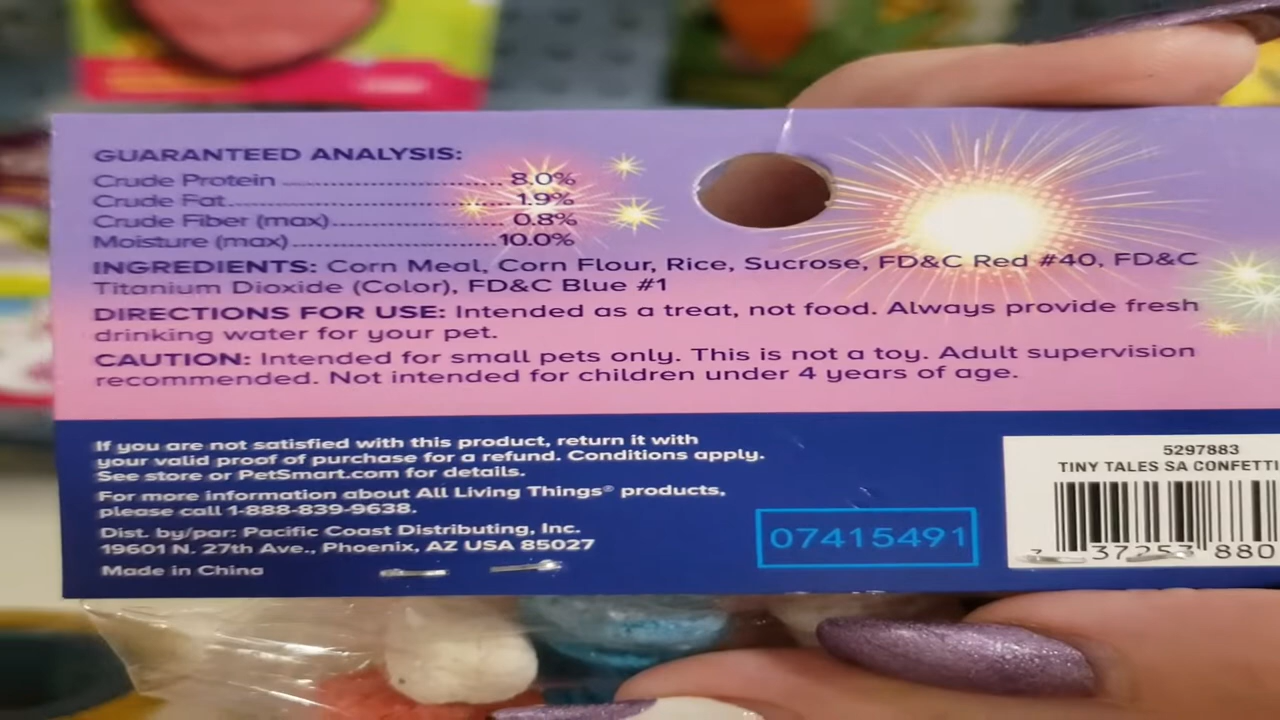 GUARANTEED ANALYSIS:
Crude Protein ........................................ 8.0%
Crude Fat.................................................. 1.9%
Crude Fiber (max)............................. 0.8%
Moisture (max)....................................10.0%
INGREDIENTS: Corn Meal, Corn Flour, Rice, Sucrose, FD&C Red #40, FD&C
Titanium Dioxide (Color), FD&C Blue #1
DIRECTIONS FOR USE: Intended as a treat, not food. Always provide fresh
drinking water for your pet.
CAUTION: Intended for small pets only. This is not a toy. Adult supervision
recommended. Not intended for children under 4 years of age.
If you are not satisfied with this product, return it with
your valid proof of purchase for a refund. Conditions apply.
See store or PetSmart.com for details.
For more information about All Living Things® products,
please call 1-888-839-9638.
Dist. by/par: Pacific Coast Distributing, Inc.
19601 N. 27th Ave., Phoenix, AZ USA 85027
Made in China
07415491
5297883
TINY TALES SA CONFETTI
7 37253 880